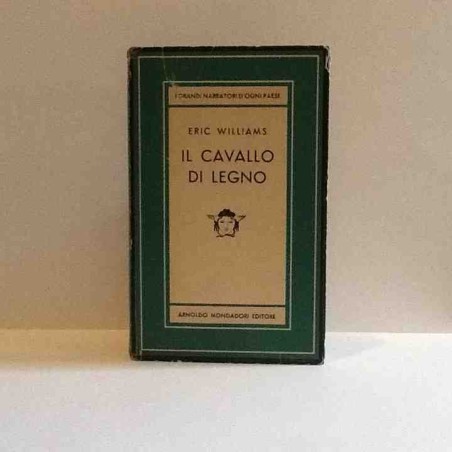 I GRANDI NARRATORI D'OGNI PAESE
ERIC WILLIAMS
IL CAVALLO
DI LEGNO
ARNOLDO MONDADORI EDITORE